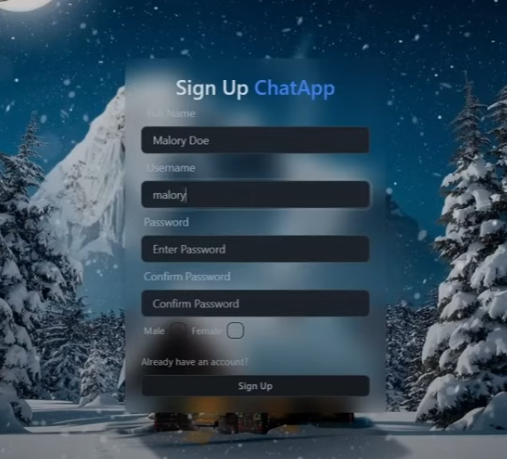 Sign Up ChatApp
Full Name
Malory Doe
Username
malory
Password
Enter Password
Confirm Password
Confirm Password
Male Female
Already have an account?
Sign Up